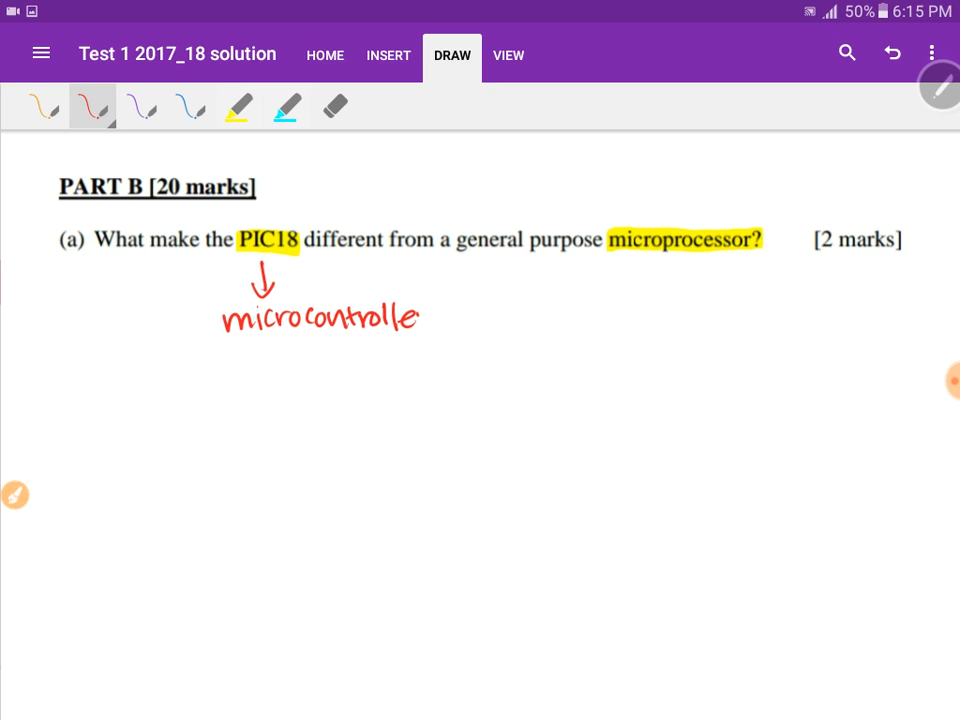 50% 6:15 PM
Test 1 2017_18 solution HOME INSERT DRAW VIEW
PART B [20 marks]
(a) What make the PIC18 different from a general purpose microprocessor? [2 marks]
microcontrolle